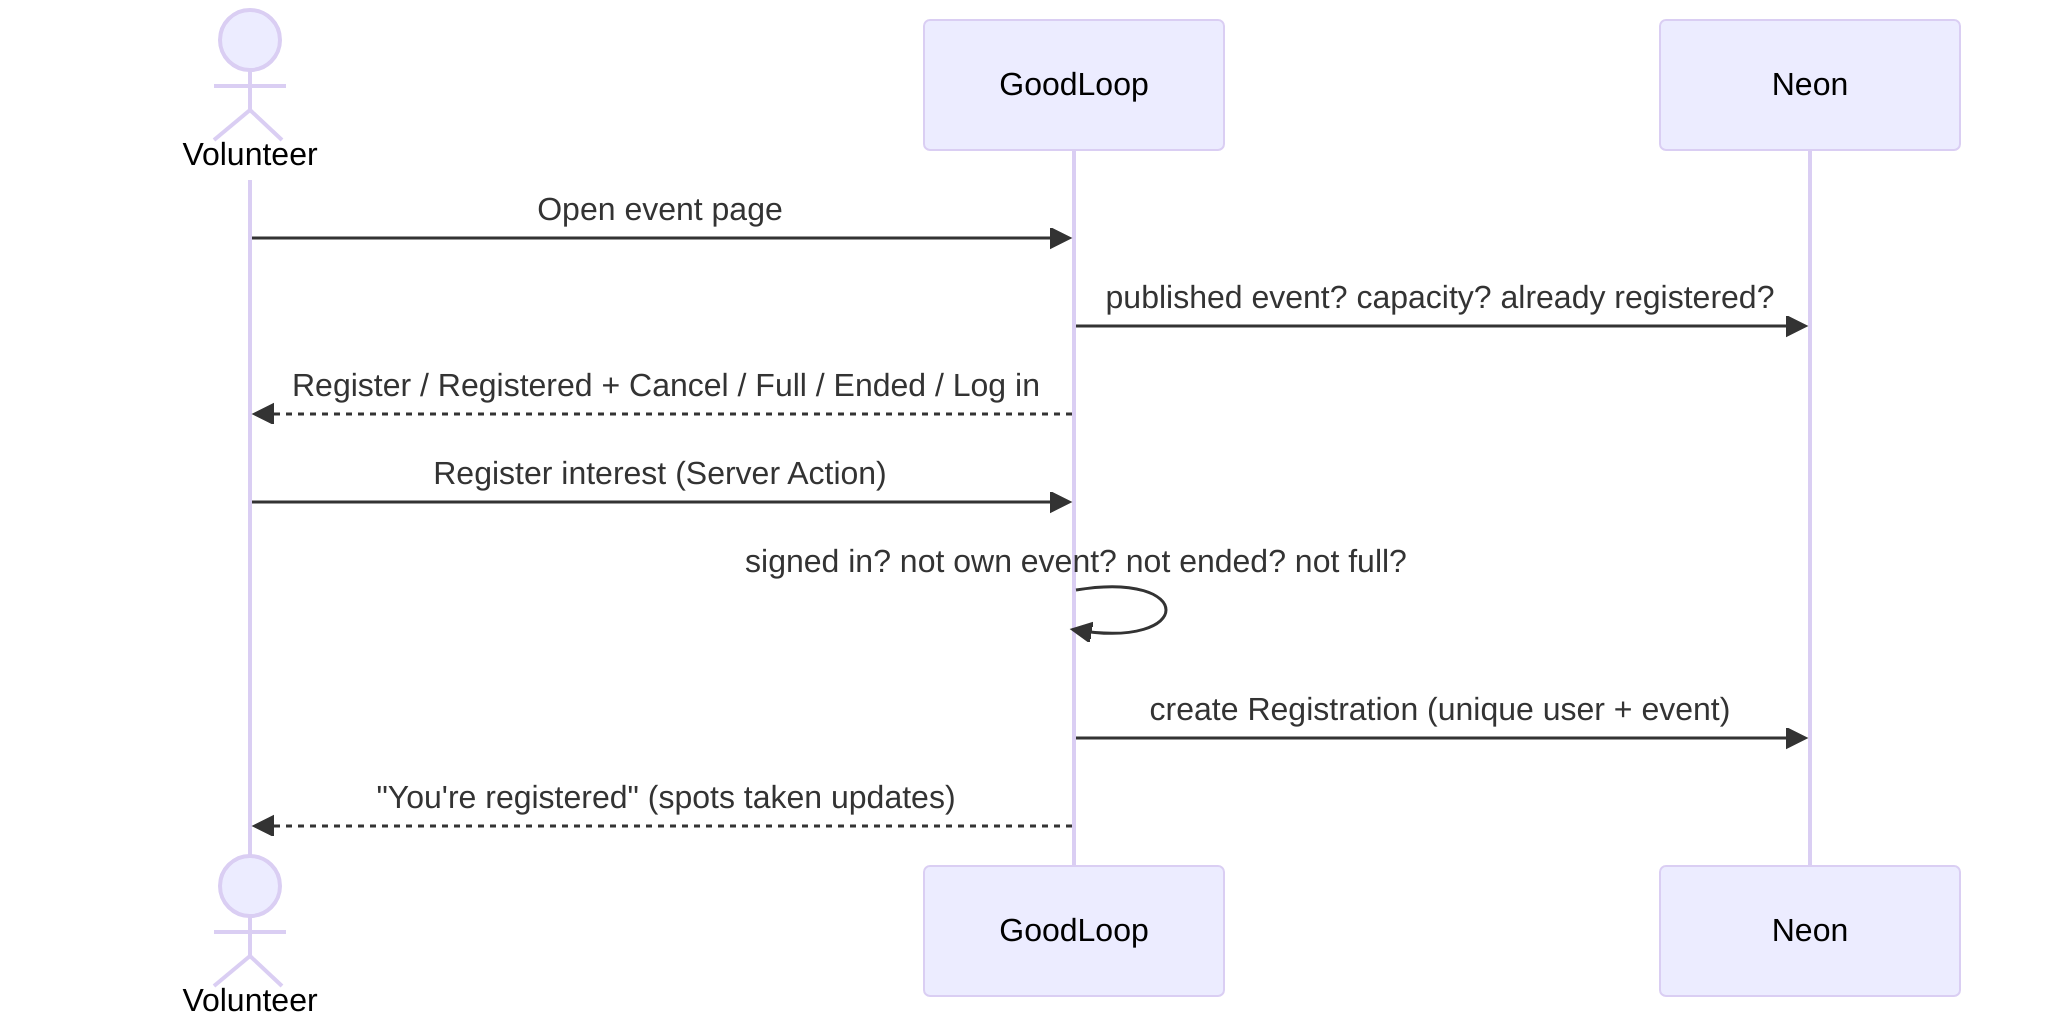 Volunteer
GoodLoop
Neon
Open event page
published event? capacity? already registered?
Register / Registered + Cancel / Full / Ended / Log in
Register interest (Server Action)
signed in? not own event? not ended? not full?
create Registration (unique user + event)
"You're registered" (spots taken updates)
Volunteer
GoodLoop
Neon